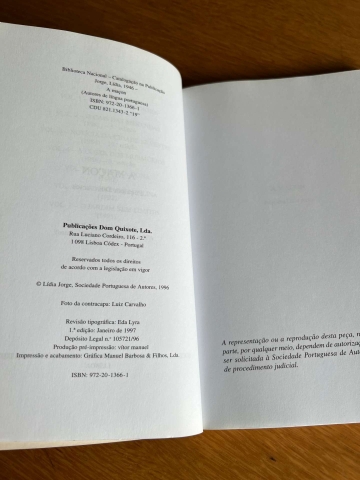 Biblioteca Nacional – Catalogação na Publicação
Jorge, Lídia, 1946 –
A maçon
(Autores de língua portuguesa)
ISBN: 972-20-1366-1
CDU 821.134.3-2 "19"
Publicações Dom Quixote, Lda.
Rua Luciano Cordeiro, 116 - 2.º
1098 Lisboa Codex - Portugal
Reservados todos os direitos
de acordo com a legislação em vigor
© Lídia Jorge, Sociedade Portuguesa de Autores, 1996
Foto da contracapa: Luiz Carvalho
Revisão tipográfica: Eda Lyra
1.ª edição: Janeiro de 1997
Depósito Legal n.º 105721/96
Produção pré-impressão: vitor manuel
Impressão e acabamento: Gráfica Manuel Barbosa & Filhos, Lda.
ISBN: 972-20-1366-1
A representação ou a reprodução desta peça, n
parte, por qualquer meio, dependem de autorizaç
ser solicitada à Sociedade Portuguesa de Auto
de procedimento judicial.